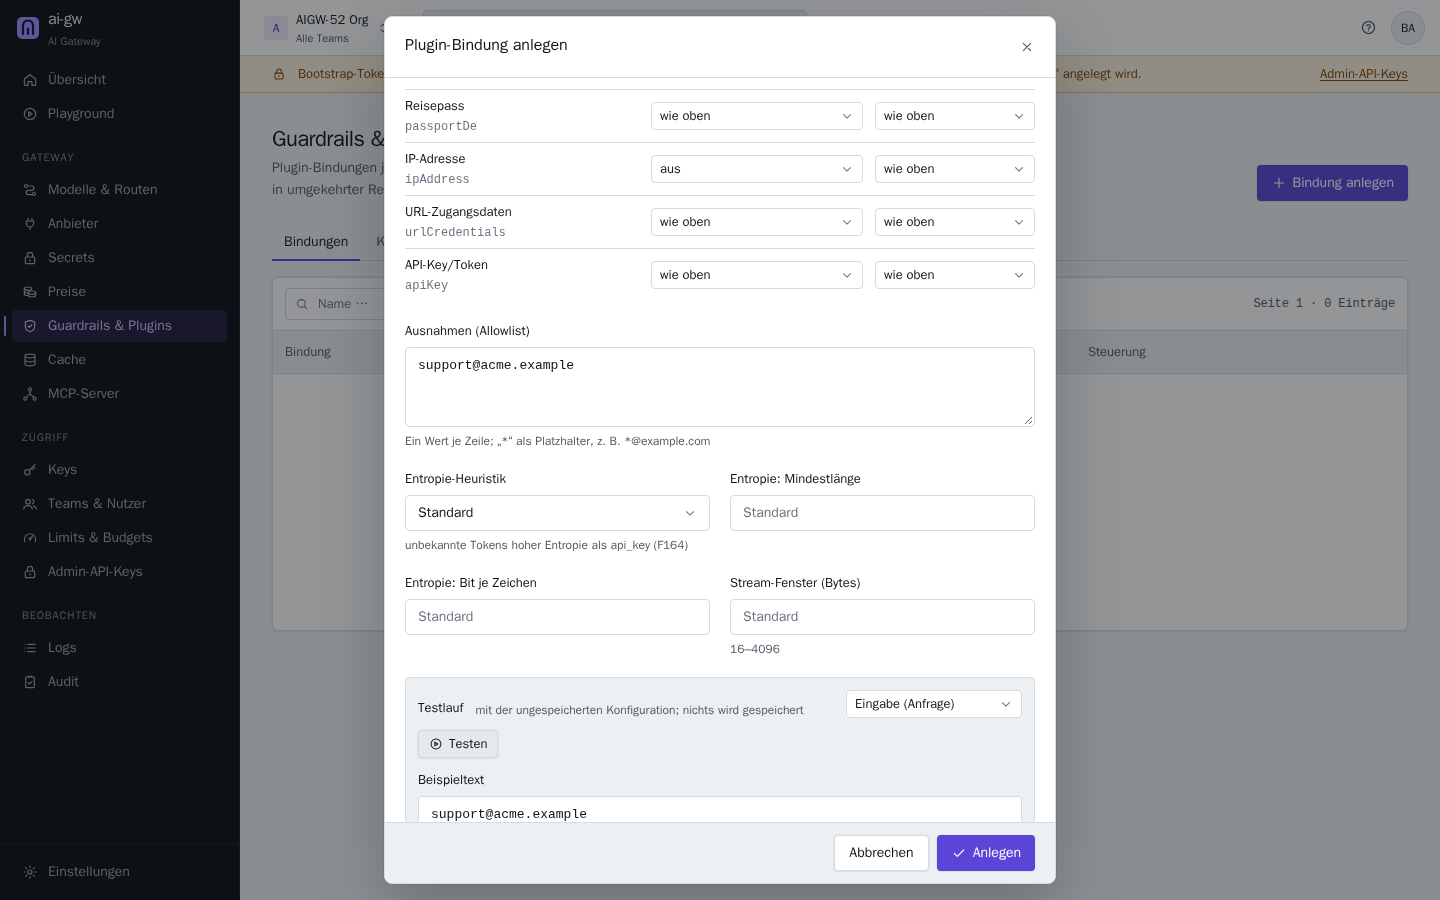 ai-gw
AI Gateway
Übersicht
Playground
GATEWAY
Modelle & Routen
Anbieter
Secrets
Preise
Guardrails & Plugins
Cache
MCP-Server
ZUGRIFF
Keys
Teams & Nutzer
Limits & Budgets
Admin-API-Keys
BEOBACHTEN
Logs
Audit
Einstellungen
A
AIGW-52 Org
Alle Teams
BA
Bootstrap-Toke
angelegt wird.
Admin-API-Keys
Guardrails &
Plugin-Bindungen
in umgekehrter Re
Bindung anlegen
Bindungen
K
Name ⋯
Seite 1 · 0 Einträge
Bindung
Steuerung
Plugin-Bindung anlegen
Reisepass
passportDe
wie oben
wie oben
IP-Adresse
ipAddress
aus
wie oben
URL-Zugangsdaten
urlCredentials
wie oben
wie oben
API-Key/Token
apiKey
wie oben
wie oben
Ausnahmen (Allowlist)
support@acme.example
Ein Wert je Zeile; „*“ als Platzhalter, z. B. *@example.com
Entropie-Heuristik
Standard
unbekannte Tokens hoher Entropie als api_key (F164)
Entropie: Mindestlänge
Standard
Entropie: Bit je Zeichen
Standard
Stream-Fenster (Bytes)
Standard
16–4096
Testlauf mit der ungespeicherten Konfiguration; nichts wird gespeichert
Eingabe (Anfrage)
Testen
Beispieltext
support@acme.example
Abbrechen
Anlegen